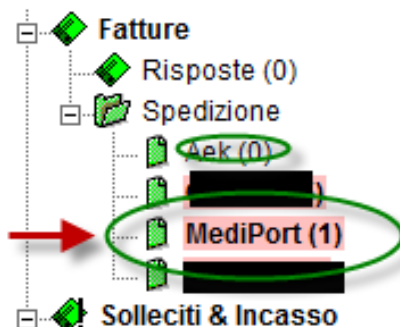 Fatture
Risposte (0)
Spedizione
Aek (0)
MediPort (1)
Solleciti & Incasso